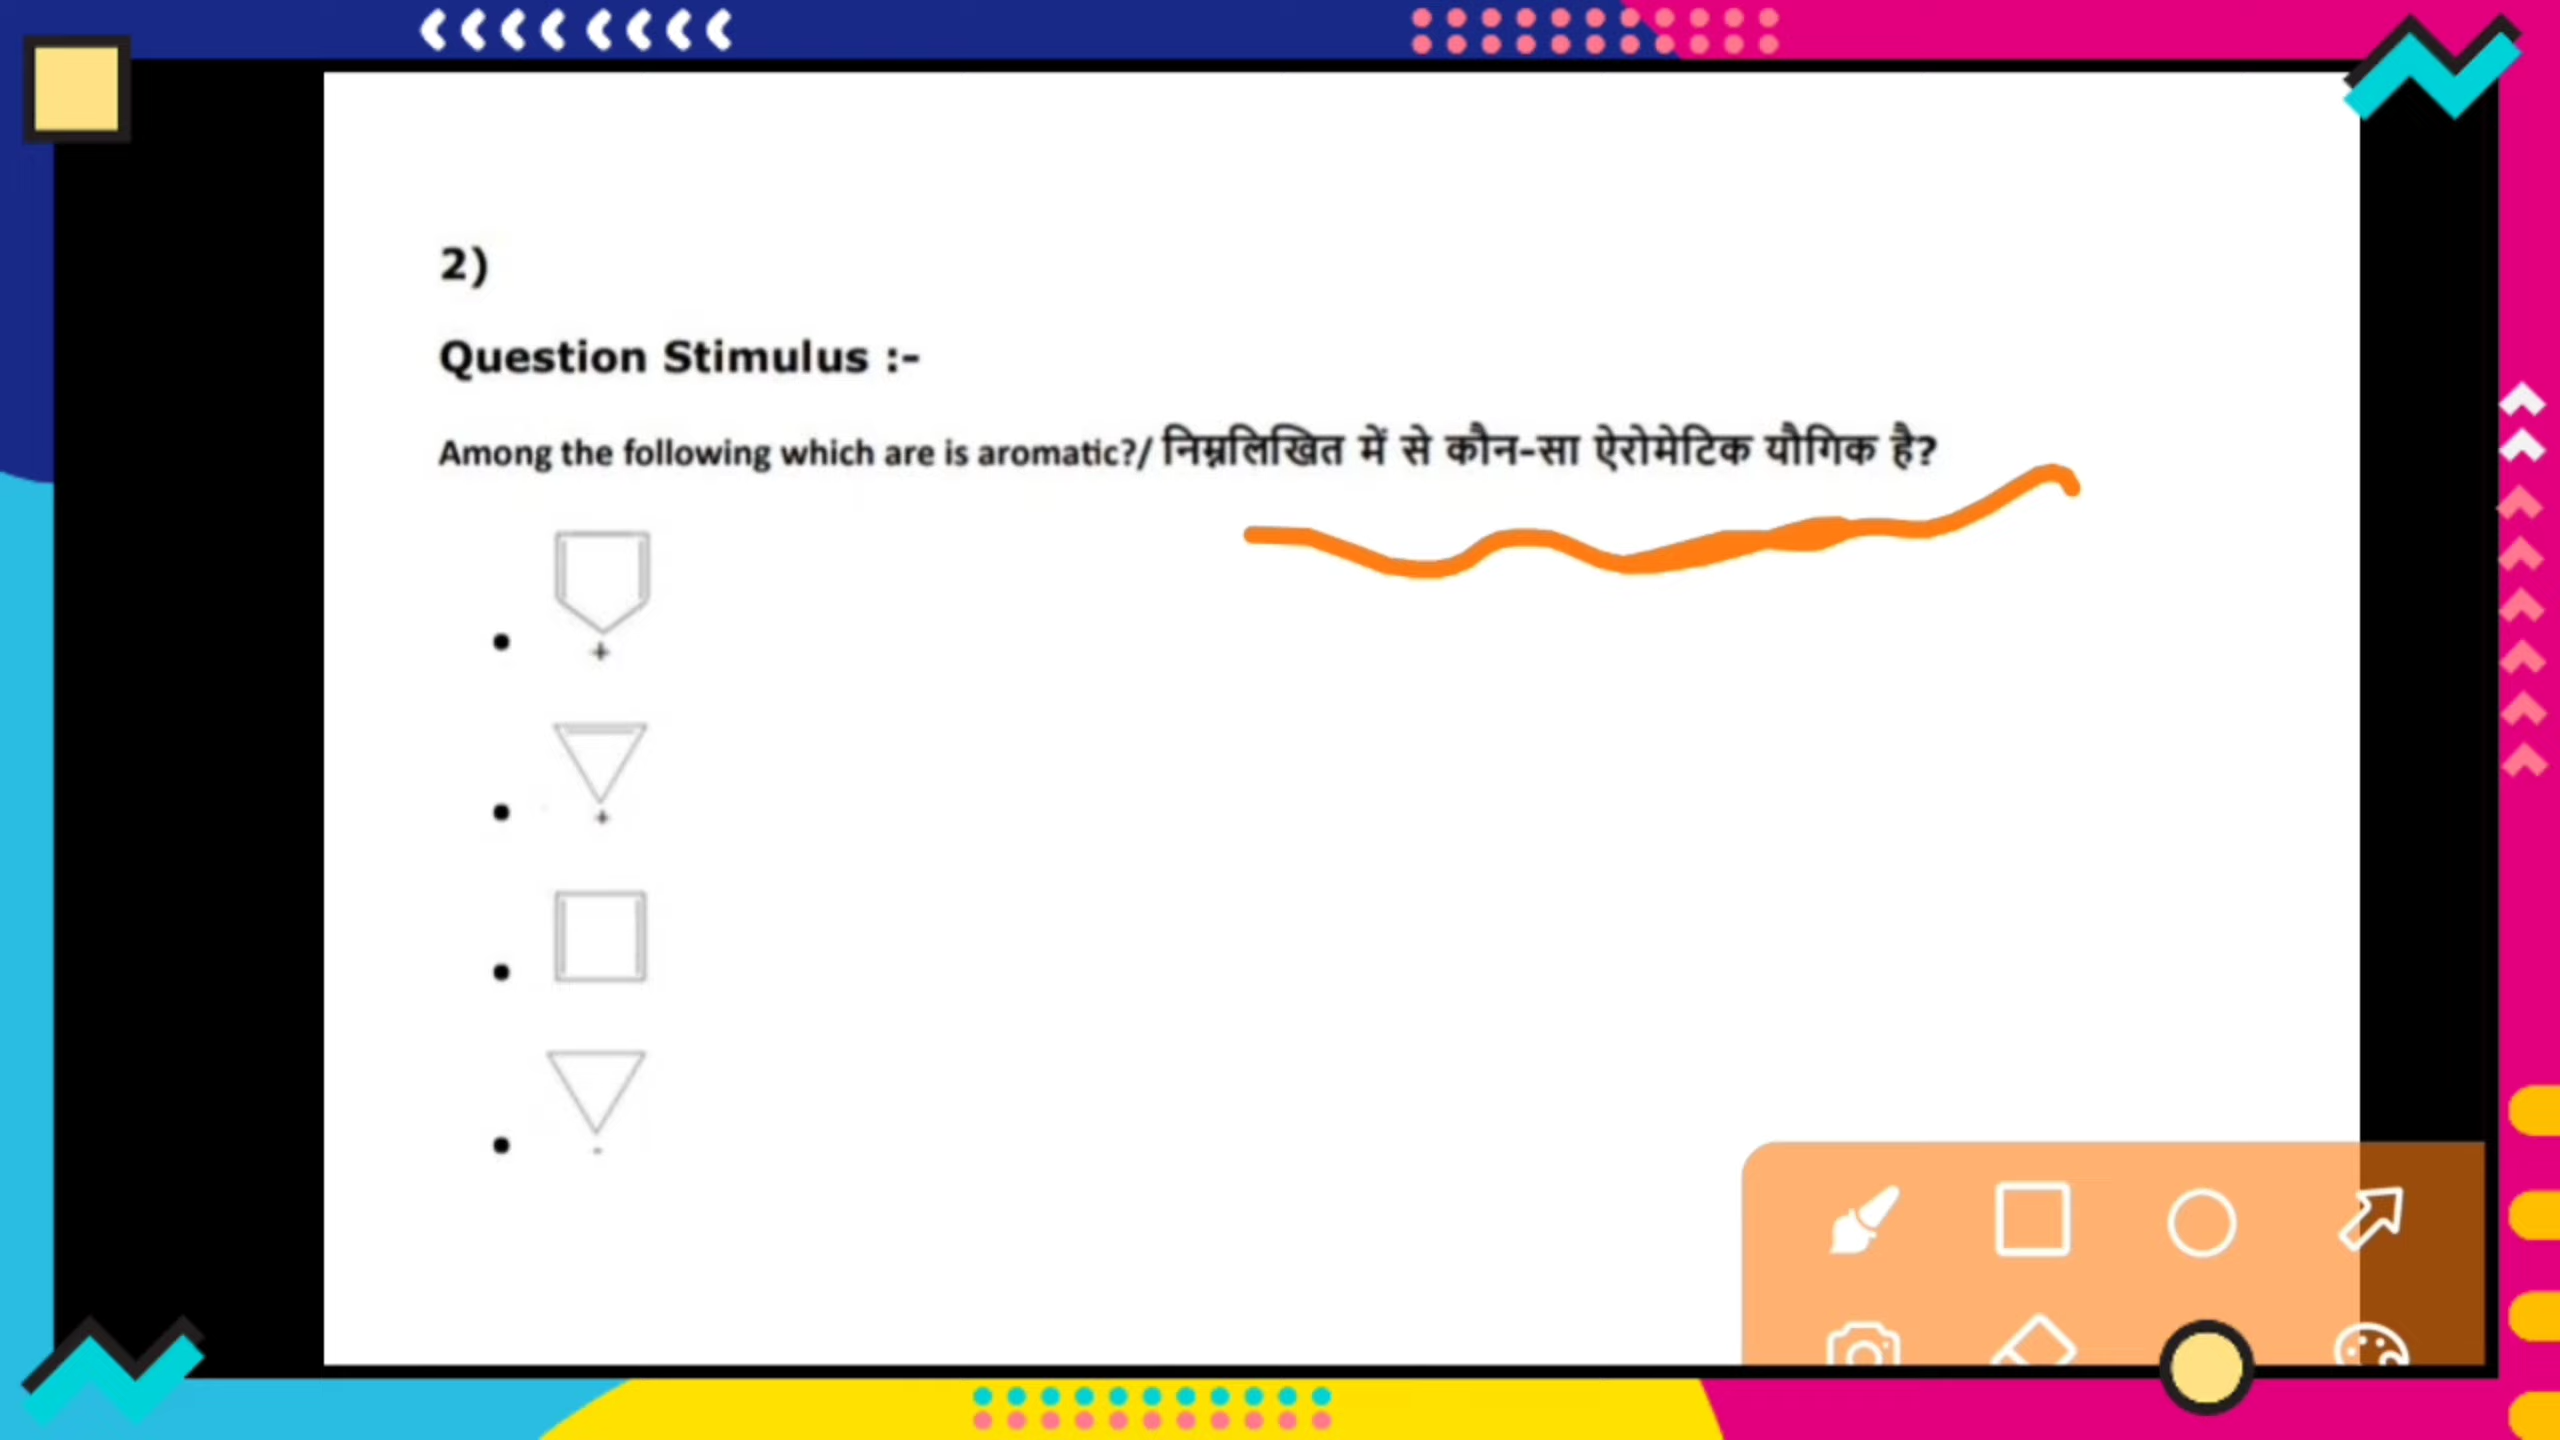 2)
Question Stimulus :-
Among the following which are is aromatic?/ निम्नलिखित में से कौन-सा ऐरोमेटिक यौगिक है?
+
+
-